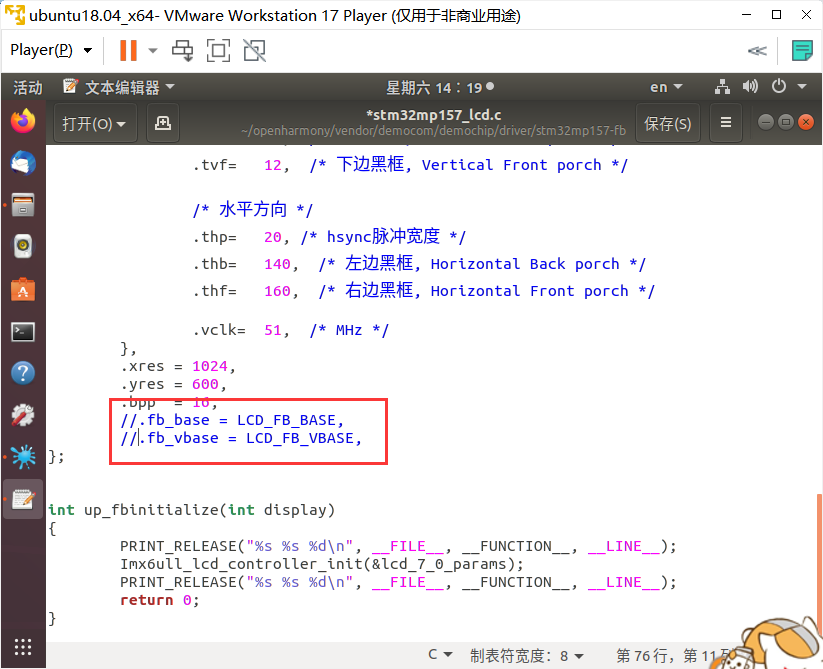 ubuntu18.04_x64- VMware Workstation 17 Player (仅用于非商业用途)
Player(P)
活动 文本编辑器 星期六 14：19 en
打开(O) *stm32mp157_lcd.c 保存(S)
~/openharmony/vendor/democom/demochip/driver/stm32mp157-fb
.tvf= 12, /* 下边黑框, Vertical Front porch */
/* 水平方向 */
.thp= 20, /* hsync脉冲宽度 */
.thb= 140, /* 左边黑框, Horizontal Back porch */
.thf= 160, /* 右边黑框, Horizontal Front porch */
.vclk= 51, /* MHz */
},
.xres = 1024,
.yres = 600,
.bpp = 16,
//.fb_base = LCD_FB_BASE,
//.fb_vbase = LCD_FB_VBASE,
};
int up_fbinitialize(int display)
{
PRINT_RELEASE("%s %s %d\n", __FILE__, __FUNCTION__, __LINE__);
Imx6ull_lcd_controller_init(&lcd_7_0_params);
PRINT_RELEASE("%s %s %d\n", __FILE__, __FUNCTION__, __LINE__);
return 0;
}
C 制表符宽度：8 第 76 行，第 11